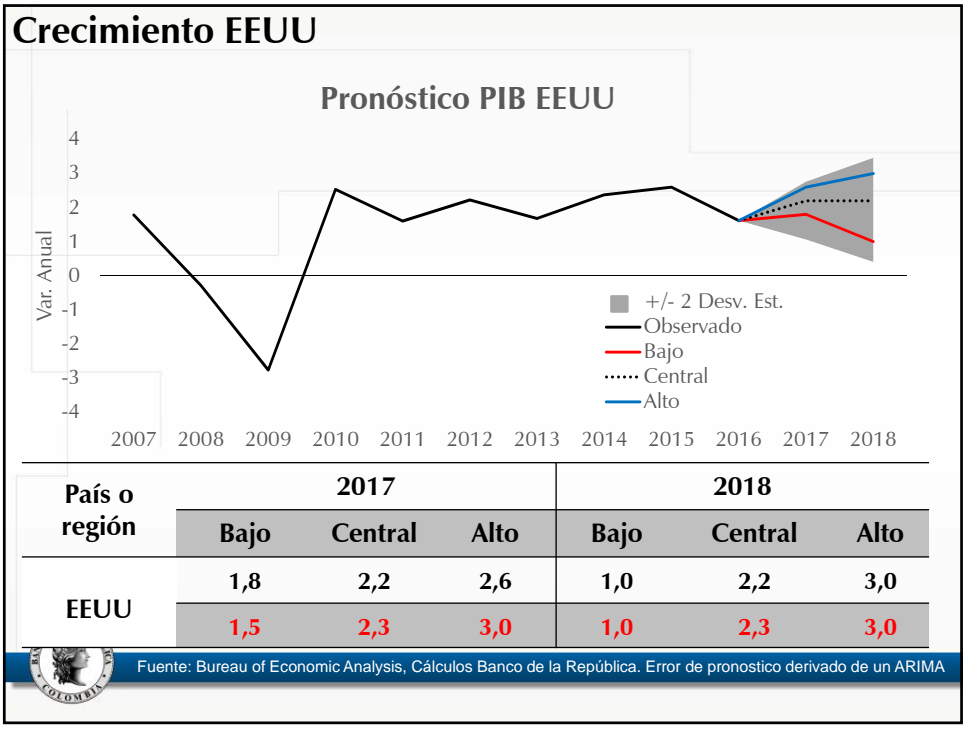 Crecimiento EEUU
Pronóstico PIB EEUU
Var. Anual
4
3
2
1
0
-1
-2
-3
-4
+/- 2 Desv. Est.
Observado
Bajo
Central
Alto
2007 2008 2009 2010 2011 2012 2013 2014 2015 2016 2017 2018
País o región 2017 2018
Bajo Central Alto Bajo Central Alto
EEUU 1,8 2,2 2,6 1,0 2,2 3,0
1,5 2,3 3,0 1,0 2,3 3,0
Fuente: Bureau of Economic Analysis, Cálculos Banco de la República. Error de pronostico derivado de un ARIMA
COLOMBIA